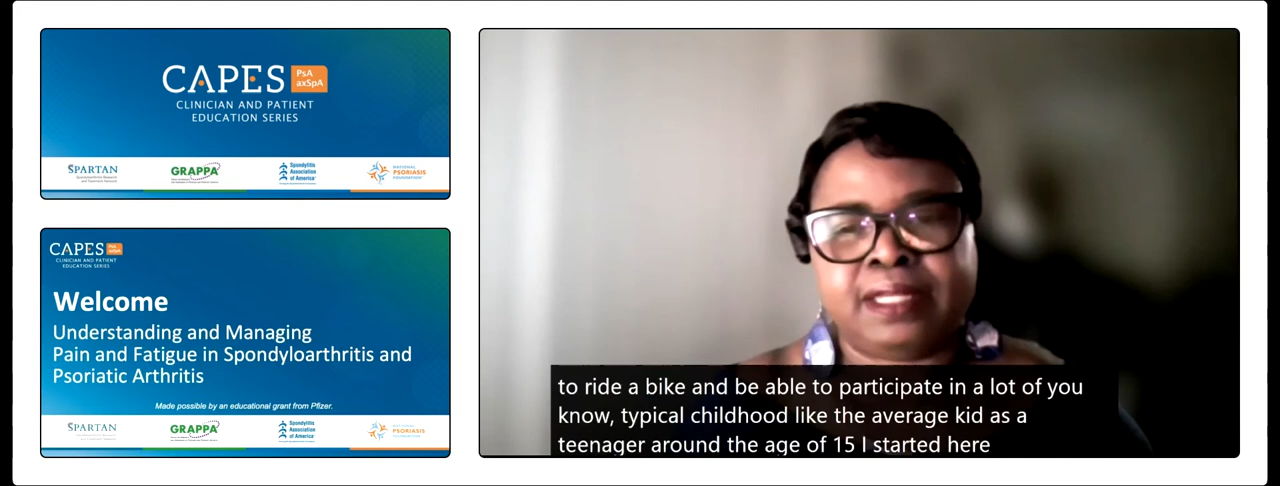 CAPES PsA
axSpA
CLINICIAN AND PATIENT
EDUCATION SERIES
SPARTAN
GRAPPA
Spondylitis
Association
of America
NATIONAL
PSORIASIS
FOUNDATION
CAPES PsA
axSpA
CLINICIAN AND PATIENT
EDUCATION SERIES
Welcome
Understanding and Managing
Pain and Fatigue in Spondyloarthritis and
Psoriatic Arthritis
Made possible by an educational grant from Pfizer.
SPARTAN
GRAPPA
Spondylitis
Association
of America
NATIONAL
PSORIASIS
FOUNDATION
to ride a bike and be able to participate in a lot of you
know, typical childhood like the average kid as a
teenager around the age of 15 I started here